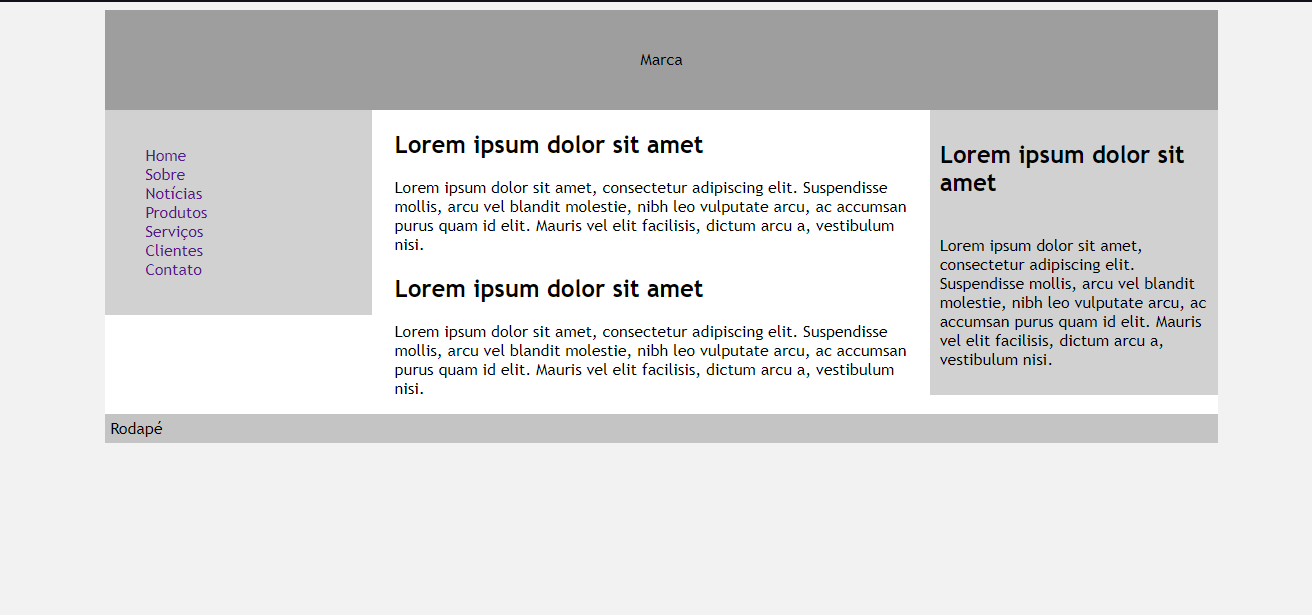 Marca
Home
Sobre
Notícias
Produtos
Serviços
Clientes
Contato
Lorem ipsum dolor sit amet
Lorem ipsum dolor sit amet, consectetur adipiscing elit. Suspendisse
mollis, arcu vel blandit molestie, nibh leo vulputate arcu, ac accumsan
purus quam id elit. Mauris vel elit facilisis, dictum arcu a, vestibulum
nisi.
Lorem ipsum dolor sit amet
Lorem ipsum dolor sit amet, consectetur adipiscing elit. Suspendisse
mollis, arcu vel blandit molestie, nibh leo vulputate arcu, ac accumsan
purus quam id elit. Mauris vel elit facilisis, dictum arcu a, vestibulum
nisi.
Lorem ipsum dolor sit
amet
Lorem ipsum dolor sit amet,
consectetur adipiscing elit.
Suspendisse mollis, arcu vel blandit
molestie, nibh leo vulputate arcu, ac
accumsan purus quam id elit. Mauris
vel elit facilisis, dictum arcu a,
vestibulum nisi.
Rodapé